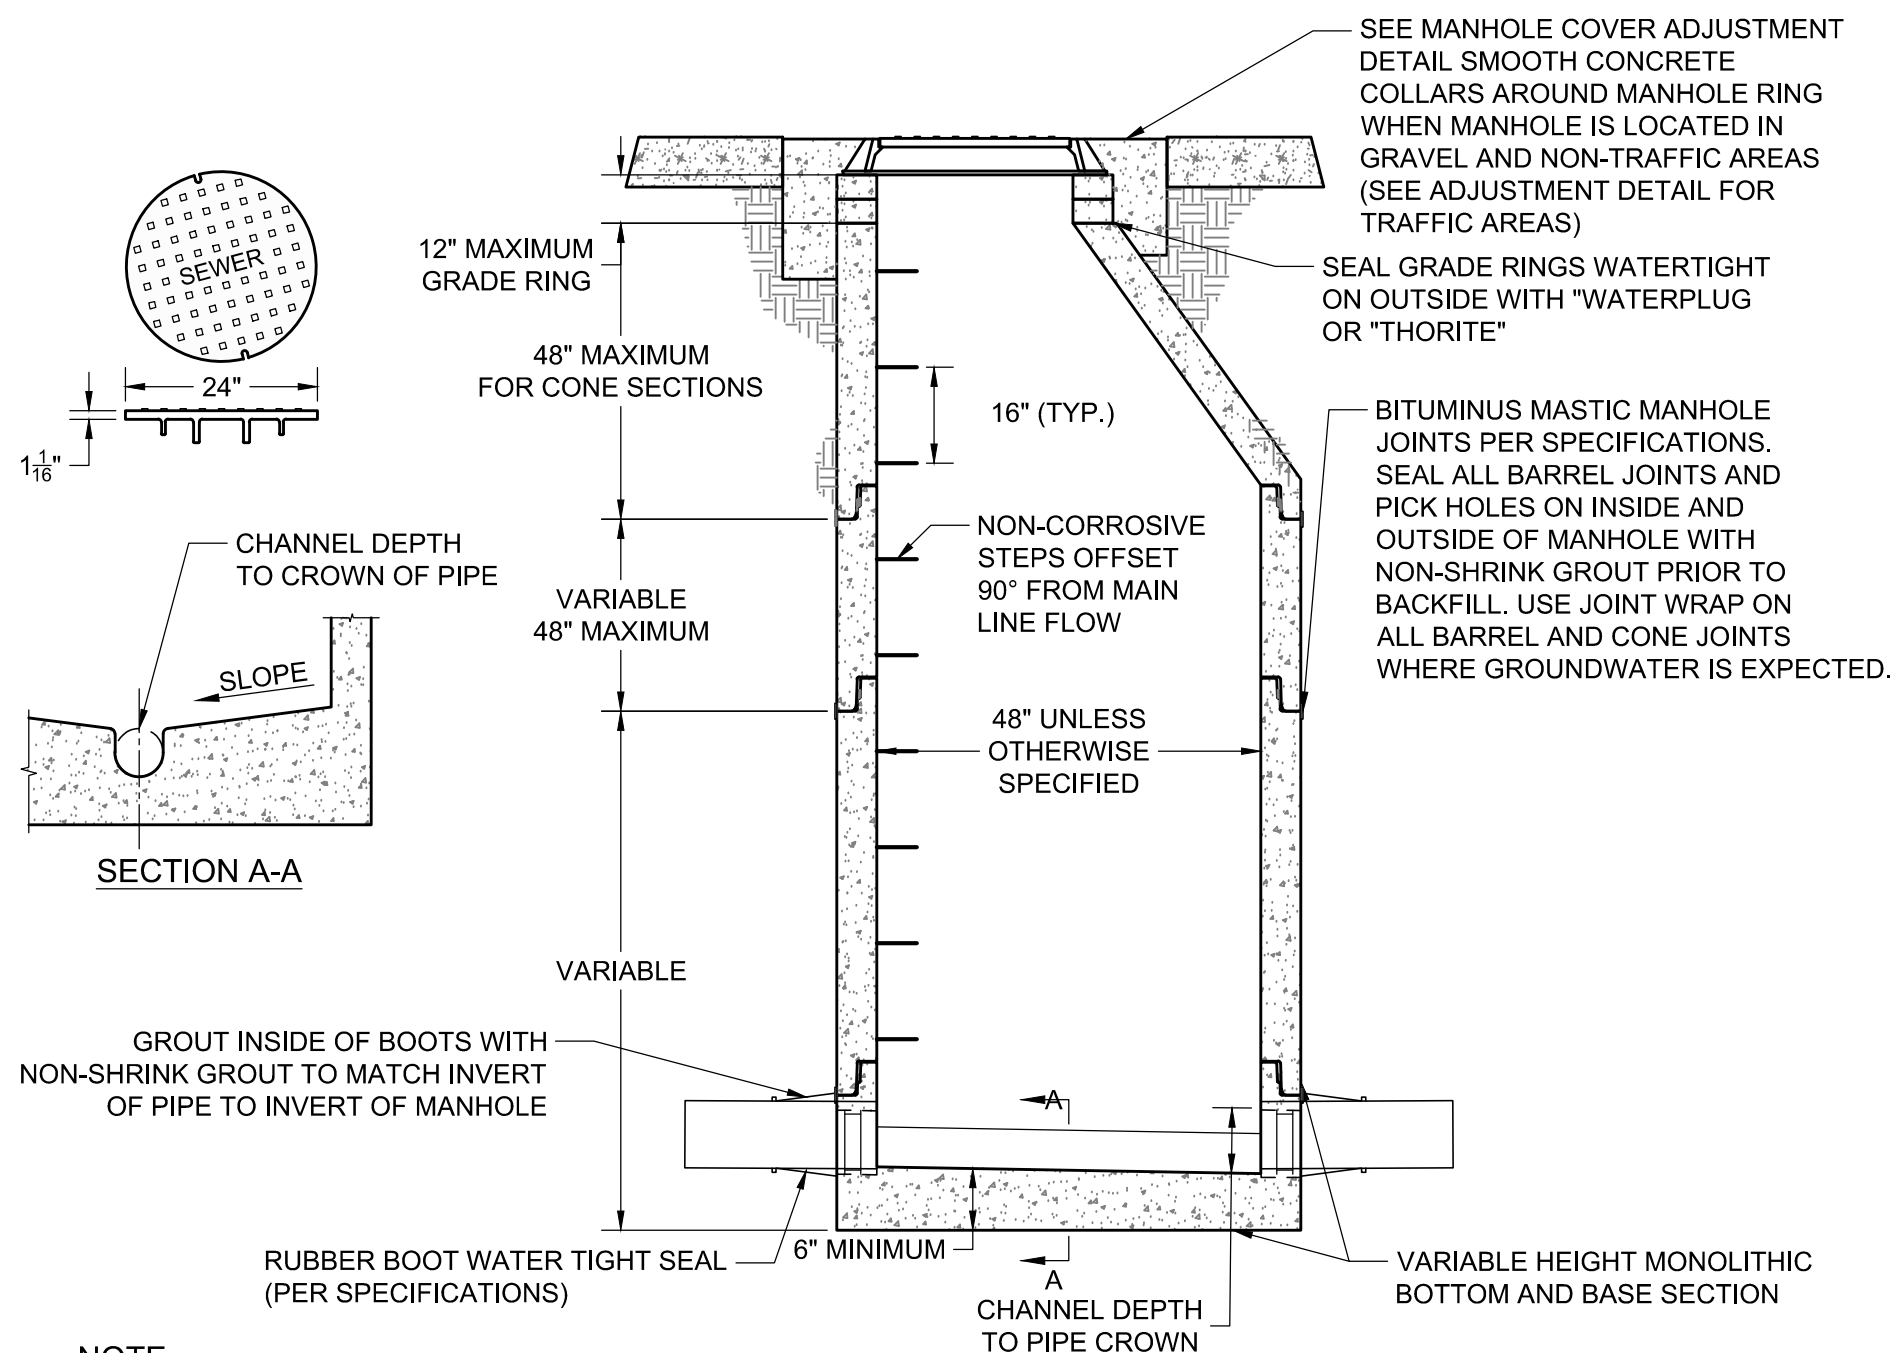 SEE MANHOLE COVER ADJUSTMENT
DETAIL SMOOTH CONCRETE
COLLARS AROUND MANHOLE RING
WHEN MANHOLE IS LOCATED IN
GRAVEL AND NON-TRAFFIC AREAS
(SEE ADJUSTMENT DETAIL FOR
TRAFFIC AREAS)
SEWER
24"
1 1/16"
12" MAXIMUM
GRADE RING
SEAL GRADE RINGS WATERTIGHT
ON OUTSIDE WITH "WATERPLUG
OR "THORITE"
48" MAXIMUM
FOR CONE SECTIONS
16" (TYP.)
BITUMINUS MASTIC MANHOLE
JOINTS PER SPECIFICATIONS.
SEAL ALL BARREL JOINTS AND
PICK HOLES ON INSIDE AND
OUTSIDE OF MANHOLE WITH
NON-SHRINK GROUT PRIOR TO
BACKFILL. USE JOINT WRAP ON
ALL BARREL AND CONE JOINTS
WHERE GROUNDWATER IS EXPECTED.
CHANNEL DEPTH
TO CROWN OF PIPE
SLOPE
SECTION A-A
NON-CORROSIVE
STEPS OFFSET
90° FROM MAIN
LINE FLOW
VARIABLE
48" MAXIMUM
48" UNLESS
OTHERWISE
SPECIFIED
VARIABLE
GROUT INSIDE OF BOOTS WITH
NON-SHRINK GROUT TO MATCH INVERT
OF PIPE TO INVERT OF MANHOLE
A
RUBBER BOOT WATER TIGHT SEAL
(PER SPECIFICATIONS)
6" MINIMUM
A
CHANNEL DEPTH
TO PIPE CROWN
VARIABLE HEIGHT MONOLITHIC
BOTTOM AND BASE SECTION
NOTE